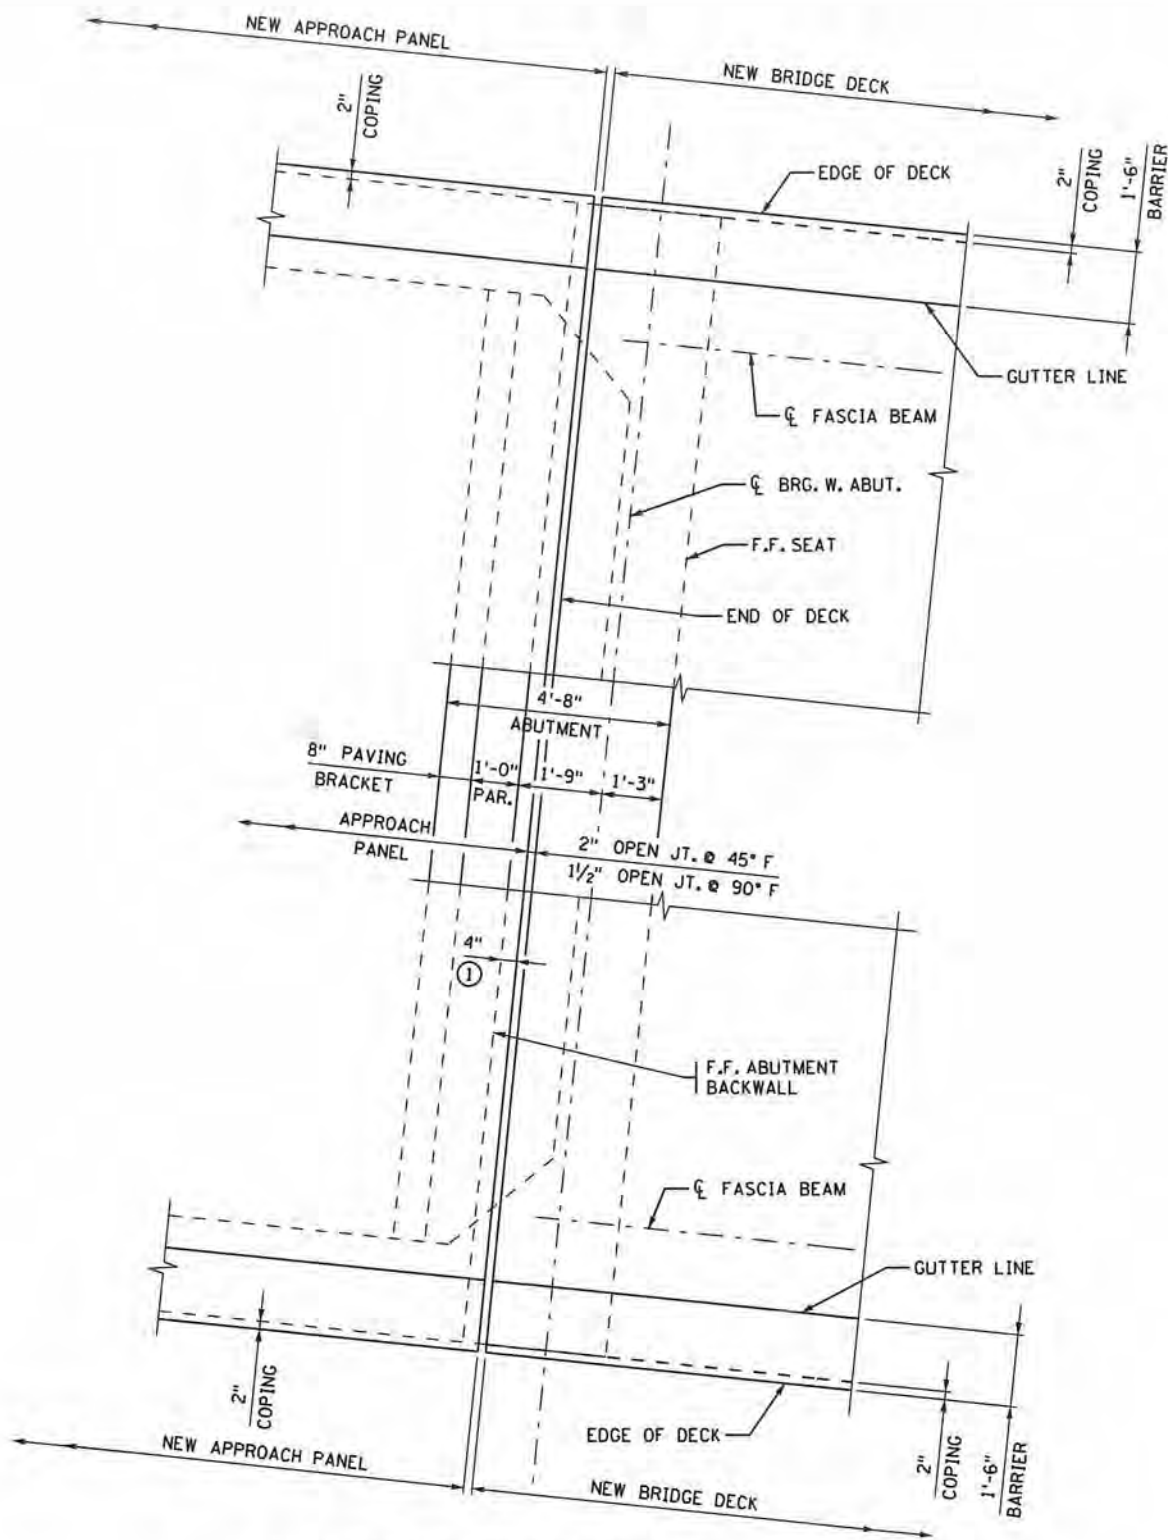 NEW APPROACH PANEL
NEW BRIDGE DECK
2"
COPING
EDGE OF DECK
2"
COPING
1'-6"
BARRIER
GUTTER LINE
℄ FASCIA BEAM
℄ BRG. W. ABUT.
F.F. SEAT
END OF DECK
4'-8"
ABUTMENT
8" PAVING
BRACKET
1'-0"
PAR.
1'-9"
1'-3"
APPROACH
PANEL
2" OPEN JT. @ 45° F
1½" OPEN JT. @ 90° F
4"
①
F.F. ABUTMENT
BACKWALL
℄ FASCIA BEAM
GUTTER LINE
2"
COPING
EDGE OF DECK
2"
COPING
1'-6"
BARRIER
NEW APPROACH PANEL
NEW BRIDGE DECK